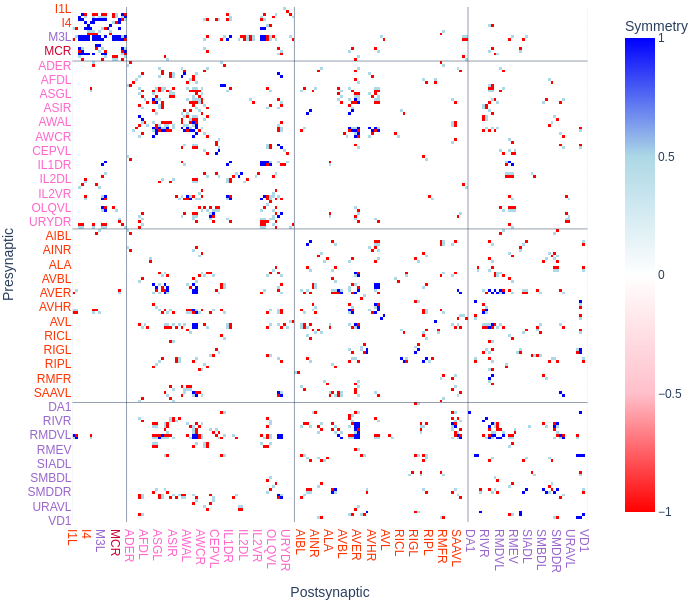 Symmetry
1
0.5
0
−0.5
−1
Presynaptic
I1L
I4
M3L
MCR
ADER
AFDL
ASGL
ASIR
AWAL
AWCR
CEPVL
IL1DR
IL2DL
IL2VR
OLQVL
URYDR
AIBL
AINR
ALA
AVBL
AVER
AVHR
AVL
RICL
RIGL
RIPL
RMFR
SAAVL
DA1
RIVR
RMDVL
RMEV
SIADL
SMBDL
SMDDR
URAVL
VD1
I1L
I4
M3L
MCR
ADER
AFDL
ASGL
ASIR
AWAL
AWCR
CEPVL
IL1DR
IL2DL
IL2VR
OLQVL
URYDR
AIBL
AINR
ALA
AVBL
AVER
AVHR
AVL
RICL
RIGL
RIPL
RMFR
SAAVL
DA1
RIVR
RMDVL
RMEV
SIADL
SMBDL
SMDDR
URAVL
VD1
Postsynaptic